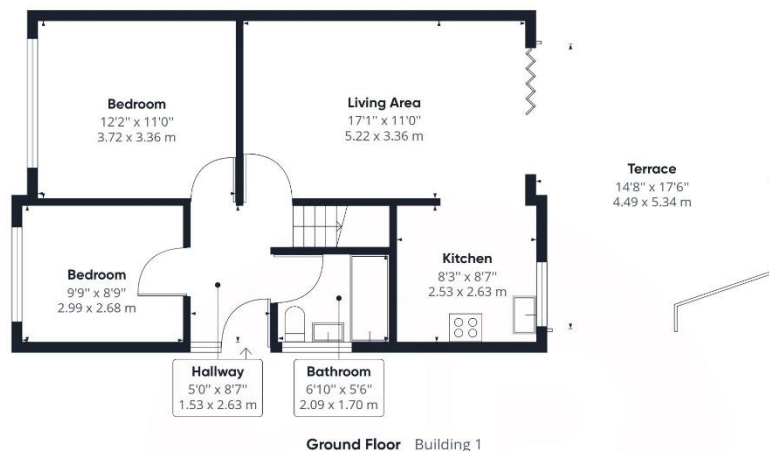 Bedroom
12'2" x 11'0"
3.72 x 3.36 m
Living Area
17'1" x 11'0"
5.22 x 3.36 m
Terrace
14'8" x 17'6"
4.49 x 5.34 m
Bedroom
9'9" x 8'9"
2.99 x 2.68 m
Kitchen
8'3" x 8'7"
2.53 x 2.63 m
Hallway
5'0" x 8'7"
1.53 x 2.63 m
Bathroom
6'10" x 5'6"
2.09 x 1.70 m
Ground Floor Building 1